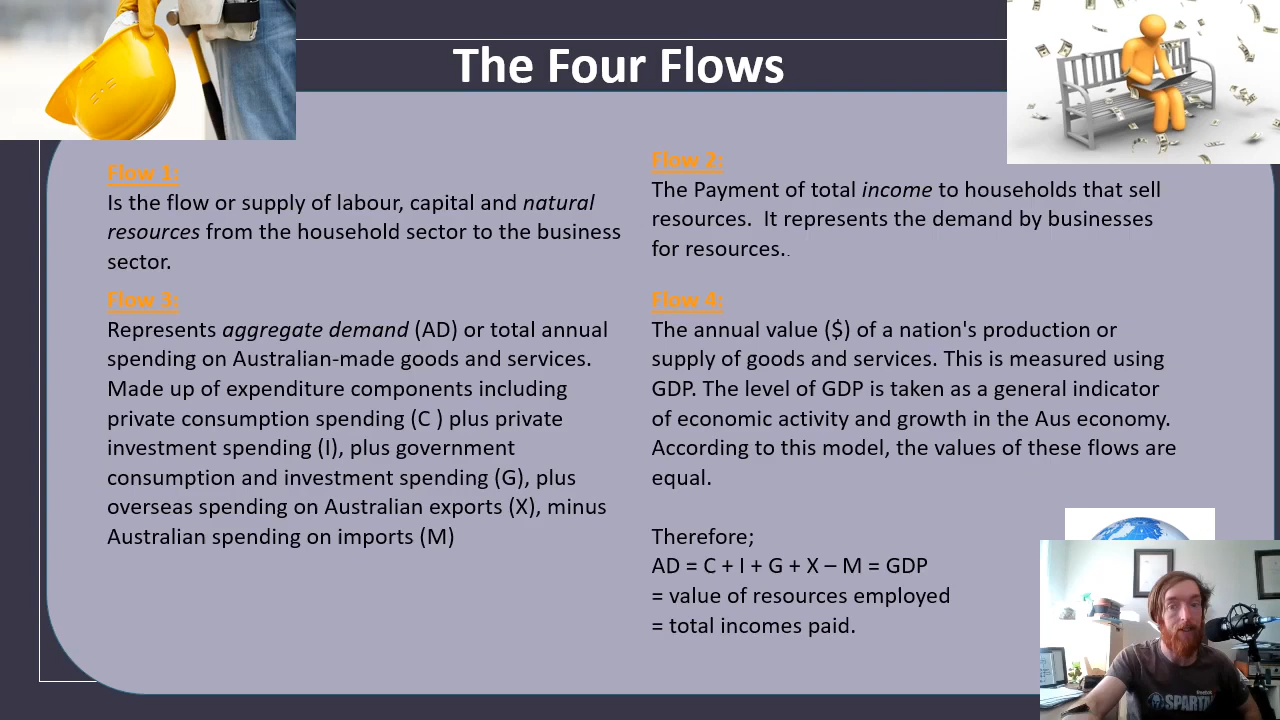 The Four Flows
Flow 1:
Is the flow or supply of labour, capital and natural
resources from the household sector to the business
sector.
Flow 2:
The Payment of total income to households that sell
resources.  It represents the demand by businesses
for resources..
Flow 3:
Represents aggregate demand (AD) or total annual
spending on Australian-made goods and services.
Made up of expenditure components including
private consumption spending (C ) plus private
investment spending (I), plus government
consumption and investment spending (G), plus
overseas spending on Australian exports (X), minus
Australian spending on imports (M)
Flow 4:
The annual value ($) of a nation's production or
supply of goods and services. This is measured using
GDP. The level of GDP is taken as a general indicator
of economic activity and growth in the Aus economy.
According to this model, the values of these flows are
equal.
Therefore;
AD = C + I + G + X – M = GDP
= value of resources employed
= total incomes paid.